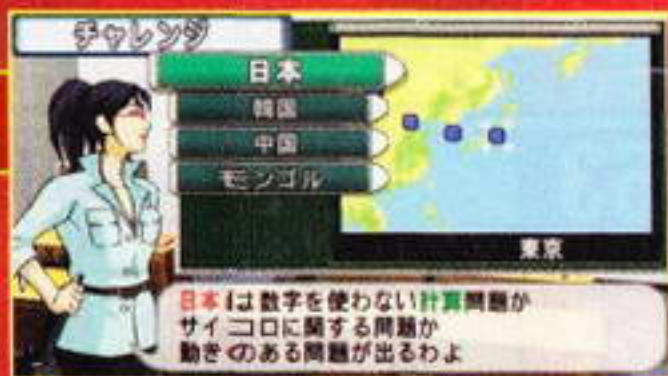 チャレンジ
日本
韓国
中国
モンゴル
東京
日本は数字を使わない計算問題か
サイコロに関する問題か
動きのある問題が出るわよ